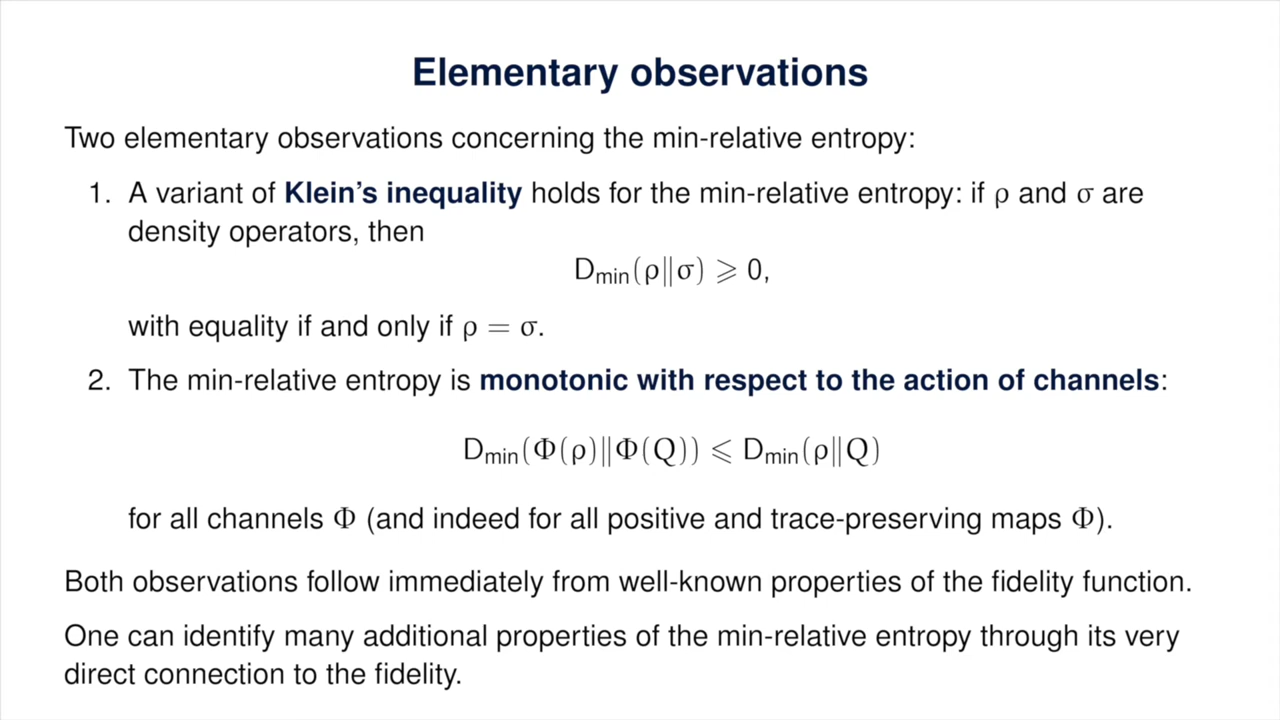 Elementary observations
Two elementary observations concerning the min-relative entropy:
1. A variant of Klein's inequality holds for the min-relative entropy: if ρ and σ are
density operators, then
D_min(ρ‖σ) ⩾ 0,
with equality if and only if ρ = σ.
2. The min-relative entropy is monotonic with respect to the action of channels:
D_min(Φ(ρ)‖Φ(Q)) ⩽ D_min(ρ‖Q)
for all channels Φ (and indeed for all positive and trace-preserving maps Φ).
Both observations follow immediately from well-known properties of the fidelity function.
One can identify many additional properties of the min-relative entropy through its very
direct connection to the fidelity.